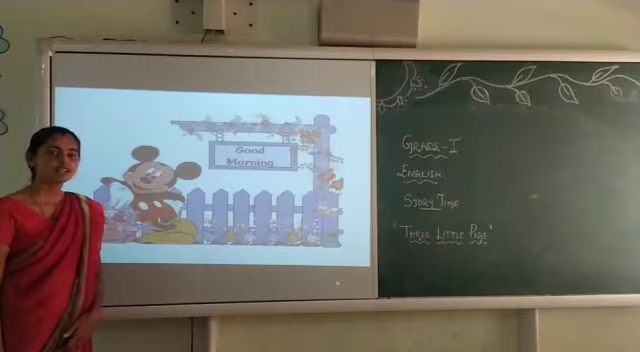 Good
Morning
GRADE-I
ENGLISH
STORY TIME
"THREE LITTLE PIGS"